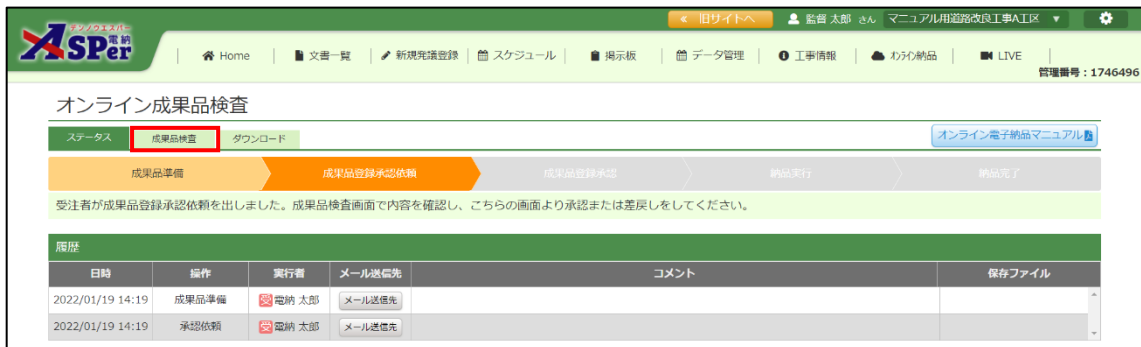 デンノウエスパー
ASPer 電納
« 旧サイトへ
監督 太郎 さん マニュアル用道路改良工事A工区 ▼
Home 文書一覧 新規発議登録 スケジュール 掲示板 データ管理 工事情報 オンライン納品 LIVE
管理番号：1746496
オンライン成果品検査
ステータス 成果品検査 ダウンロード オンライン電子納品マニュアル
成果品準備 成果品登録承認依頼 成果品登録承認 納品実行 納品完了
受注者が成果品登録承認依頼を出しました。成果品検査画面で内容を確認し、こちらの画面より承認または差戻しをしてください。
履歴
日時 操作 実行者 メール送信先 コメント 保存ファイル
2022/01/19 14:19 成果品準備 受 電納 太郎 メール送信先
2022/01/19 14:19 承認依頼 受 電納 太郎 メール送信先